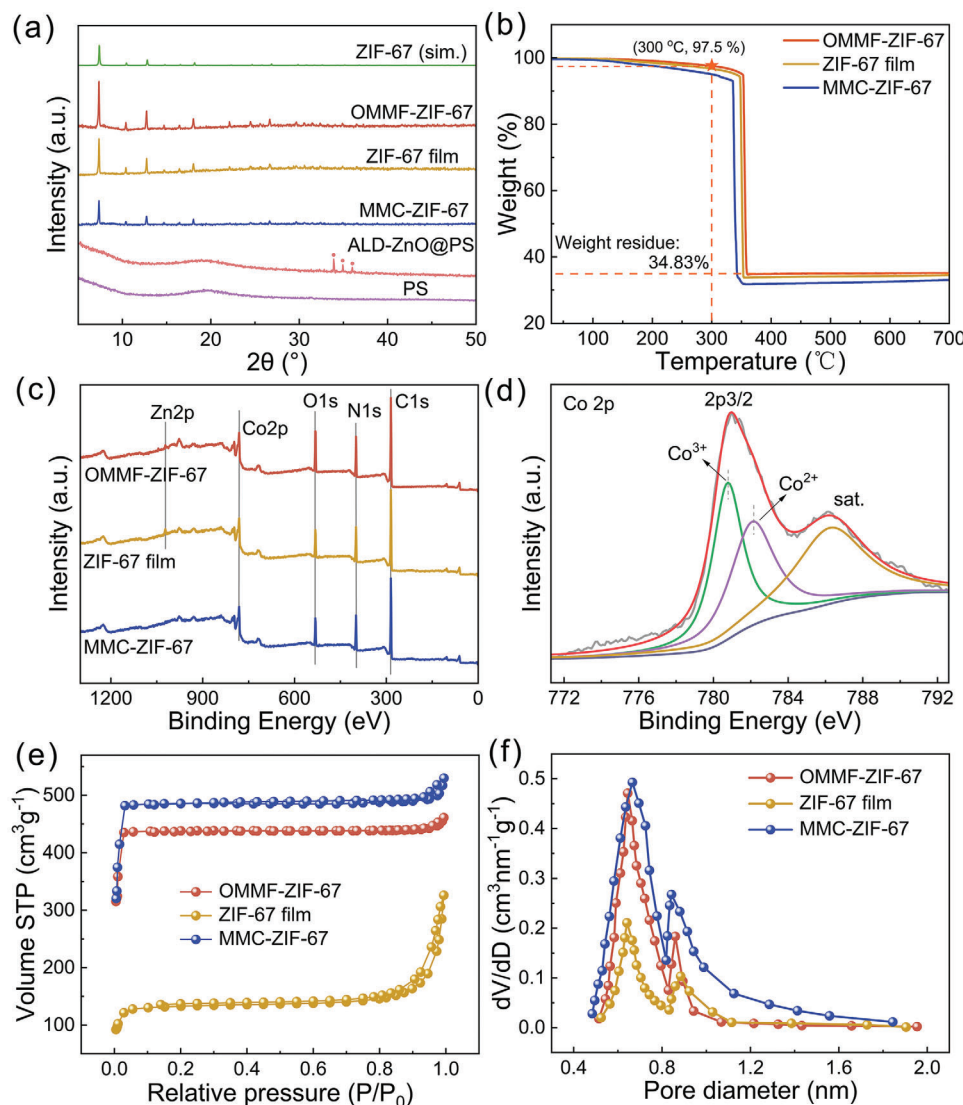 (a)
ZIF-67 (sim.)
OMMF-ZIF-67
ZIF-67 film
MMC-ZIF-67
ALD-ZnO@PS
PS
Intensity (a.u.)
10 20 30 40 50
2θ (°)
(b)
(300 °C, 97.5 %)
OMMF-ZIF-67
ZIF-67 film
MMC-ZIF-67
Weight residue:
34.83%
Weight (%)
100
80
60
40
20
100 200 300 400 500 600 700
Temperature (℃)
(c)
Zn2p
Co2p
O1s
N1s
C1s
OMMF-ZIF-67
ZIF-67 film
MMC-ZIF-67
Intensity (a.u.)
1200 900 600 300 0
Binding Energy (eV)
(d)
Co 2p
2p3/2
Co³⁺
Co²⁺
sat.
Intensity (a.u.)
772 776 780 784 788 792
Binding Energy (eV)
(e)
500
400
300
200
100
Volume STP (cm³g⁻¹)
OMMF-ZIF-67
ZIF-67 film
MMC-ZIF-67
0.0 0.2 0.4 0.6 0.8 1.0
Relative pressure (P/P₀)
(f)
OMMF-ZIF-67
ZIF-67 film
MMC-ZIF-67
0.5
0.4
0.3
0.2
0.1
0.0
dV/dD (cm³nm⁻¹g⁻¹)
0.4 0.8 1.2 1.6 2.0
Pore diameter (nm)